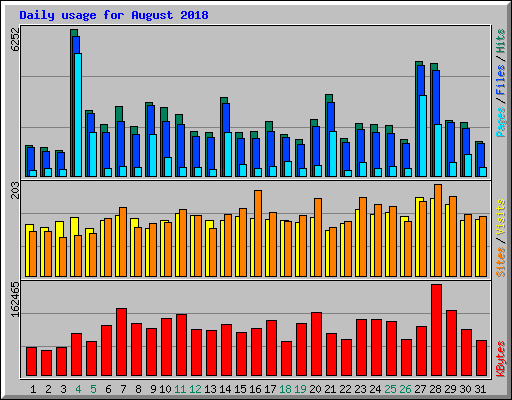 Daily usage for August 2018
6252
Pages/Files/Hits
203
Sites/Visits
162465
KBytes
1 2 3 4 5 6 7 8 9 10 11 12 13 14 15 16 17 18 19 20 21 22 23 24 25 26 27 28 29 30 31